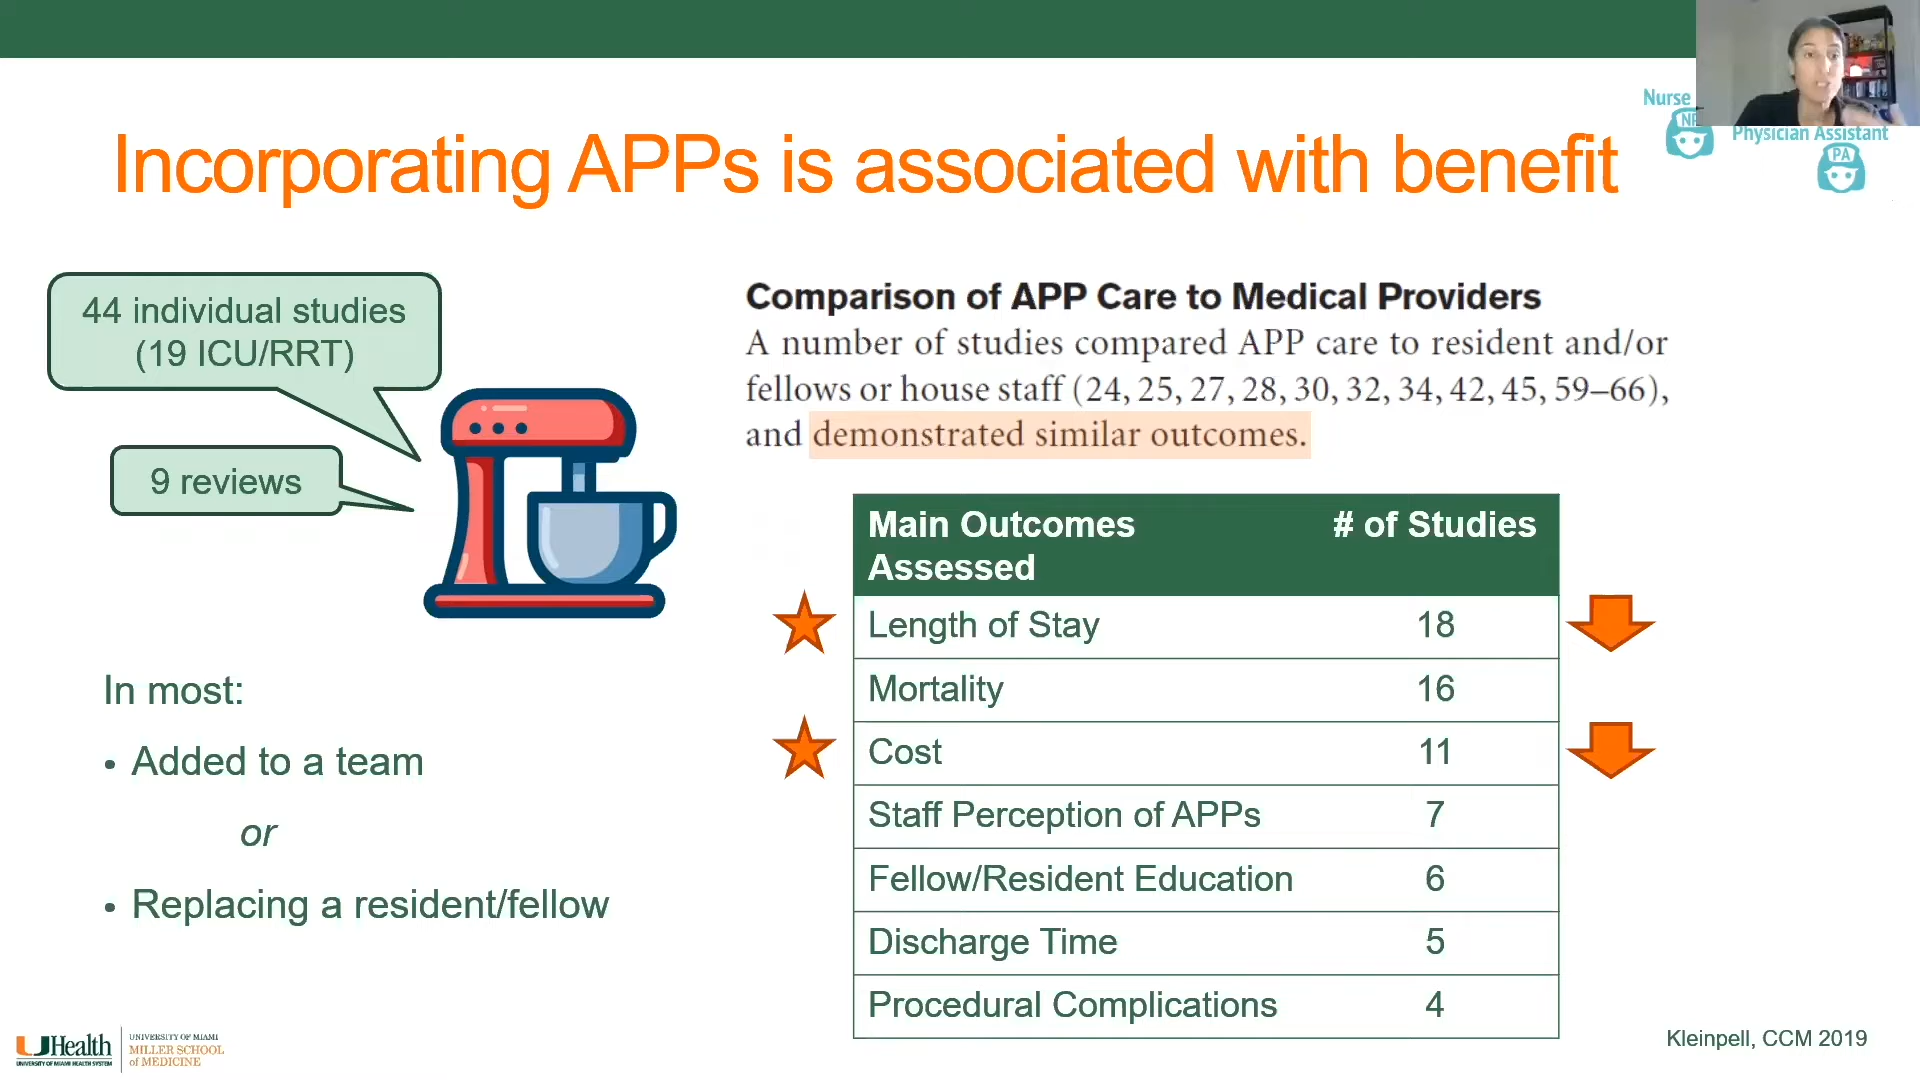 Incorporating APPs is associated with benefit
Nurse
NP
Physician Assistant
PA
44 individual studies
(19 ICU/RRT)
9 reviews
In most:
• Added to a team
or
• Replacing a resident/fellow
Comparison of APP Care to Medical Providers
A number of studies compared APP care to resident and/or
fellows or house staff (24, 25, 27, 28, 30, 32, 34, 42, 45, 59–66),
and demonstrated similar outcomes.
Main Outcomes Assessed # of Studies
Length of Stay 18
Mortality 16
Cost 11
Staff Perception of APPs 7
Fellow/Resident Education 6
Discharge Time 5
Procedural Complications 4
UHealth
UNIVERSITY OF MIAMI HEALTH SYSTEM
UNIVERSITY OF MIAMI
MILLER SCHOOL
of MEDICINE
Kleinpell, CCM 2019